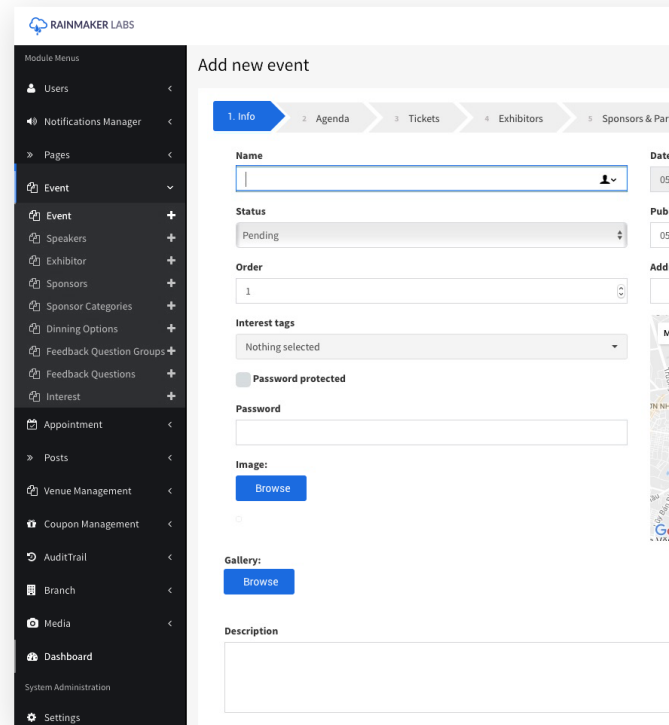 RAINMAKER LABS
Module Menus
Users
Notifications Manager
Pages
Event
Event
Speakers
Exhibitor
Sponsors
Sponsor Categories
Dinning Options
Feedback Question Groups
Feedback Questions
Interest
Appointment
Posts
Venue Management
Coupon Management
AuditTrail
Branch
Media
Dashboard
System Administration
Settings
Add new event
1. Info
2 Agenda
3 Tickets
4 Exhibitors
5 Sponsors & Par
Name
Status
Pending
Order
1
Interest tags
Nothing selected
Password protected
Password
Image:
Browse
Gallery:
Browse
Description
Date
05
Pub
05
Add
M